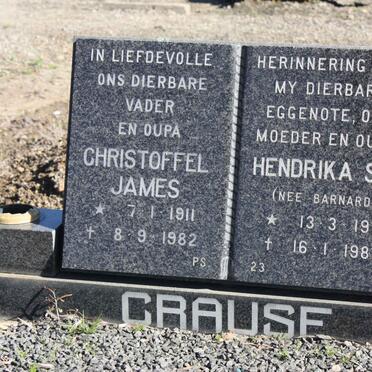 IN LIEFDEVOLLE
ONS DIERBARE
VADER
EN OUPA
CHRISTOFFEL
JAMES
* 7-1-1911
† 8-9-1982
PS
HERINNERING
MY DIERBAR
EGGENOTE, O
MOEDER EN OU
HENDRIKA S
(NEE BARNARD
* 13-3-19
† 16-1-198
23
CRAUSE